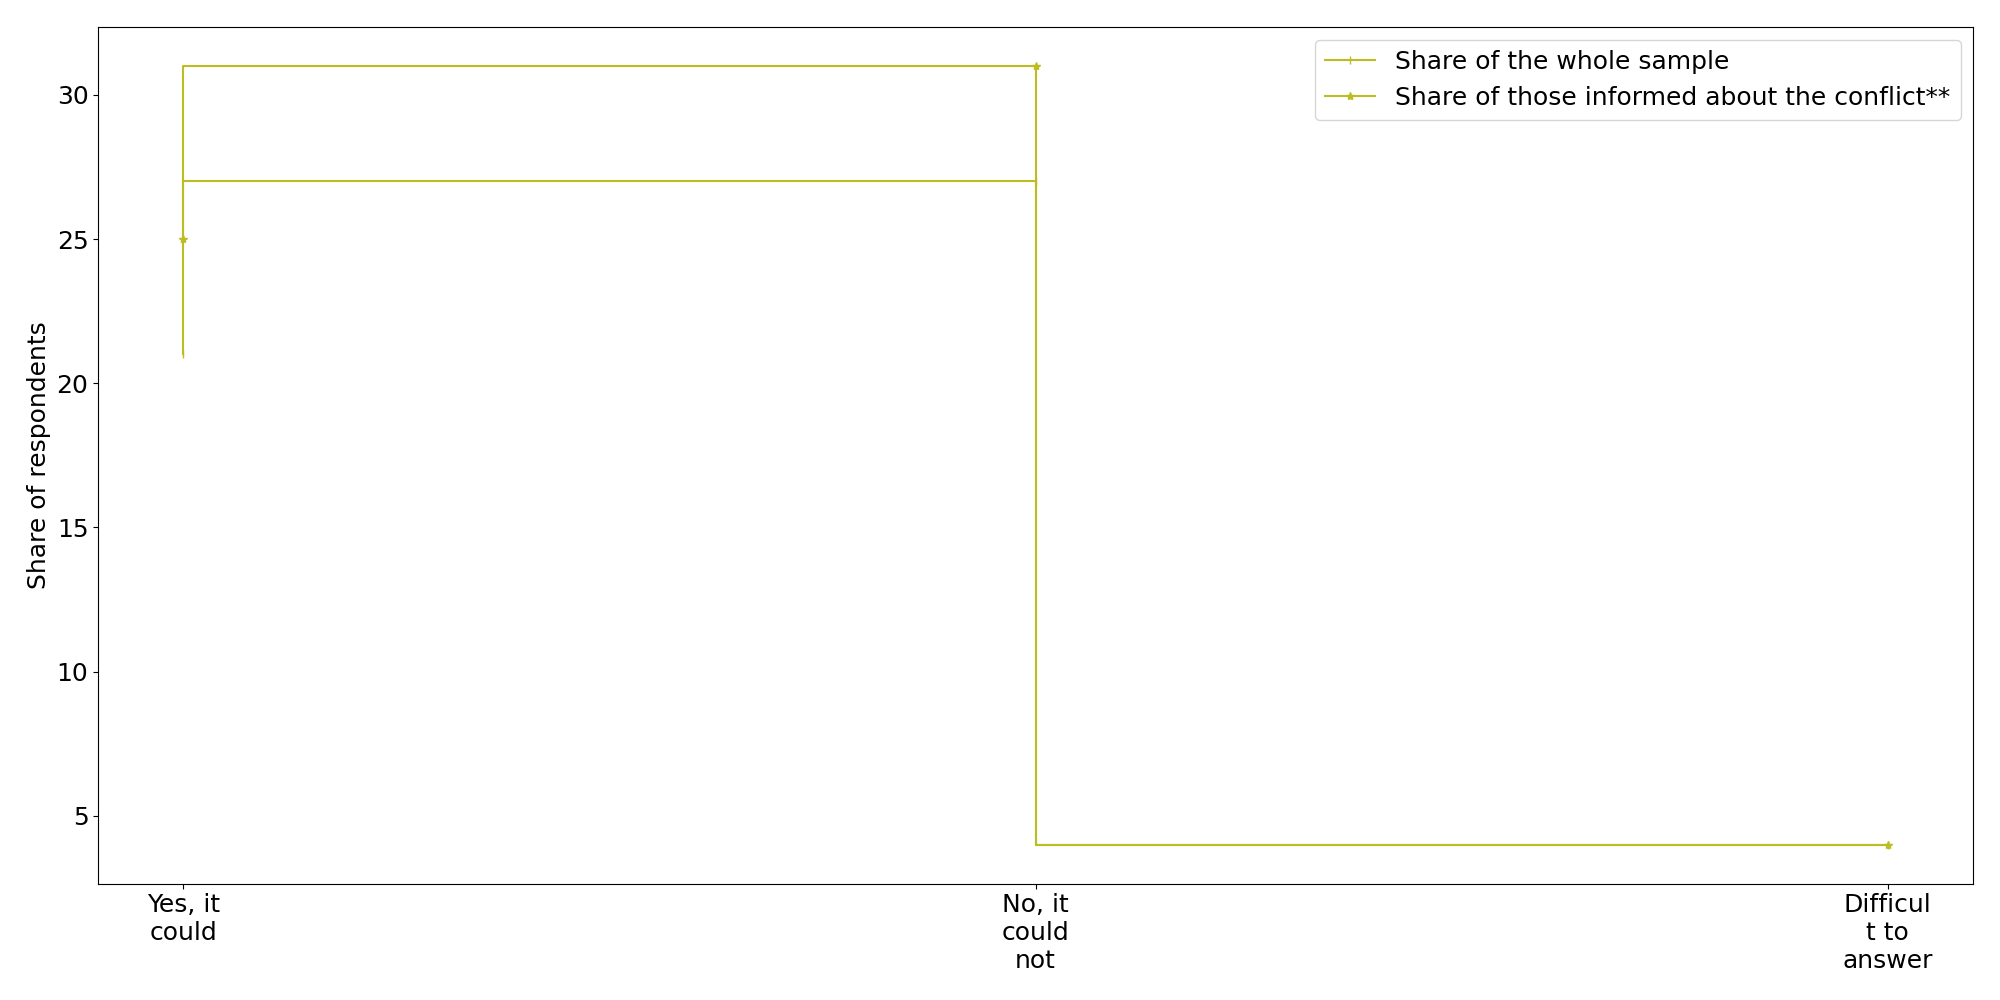 Share of the whole sample
Share of those informed about the conflict**
Share of respondents
30
25
20
15
10
5
Yes, it
could
No, it
could
not
Difficul
t to
answer